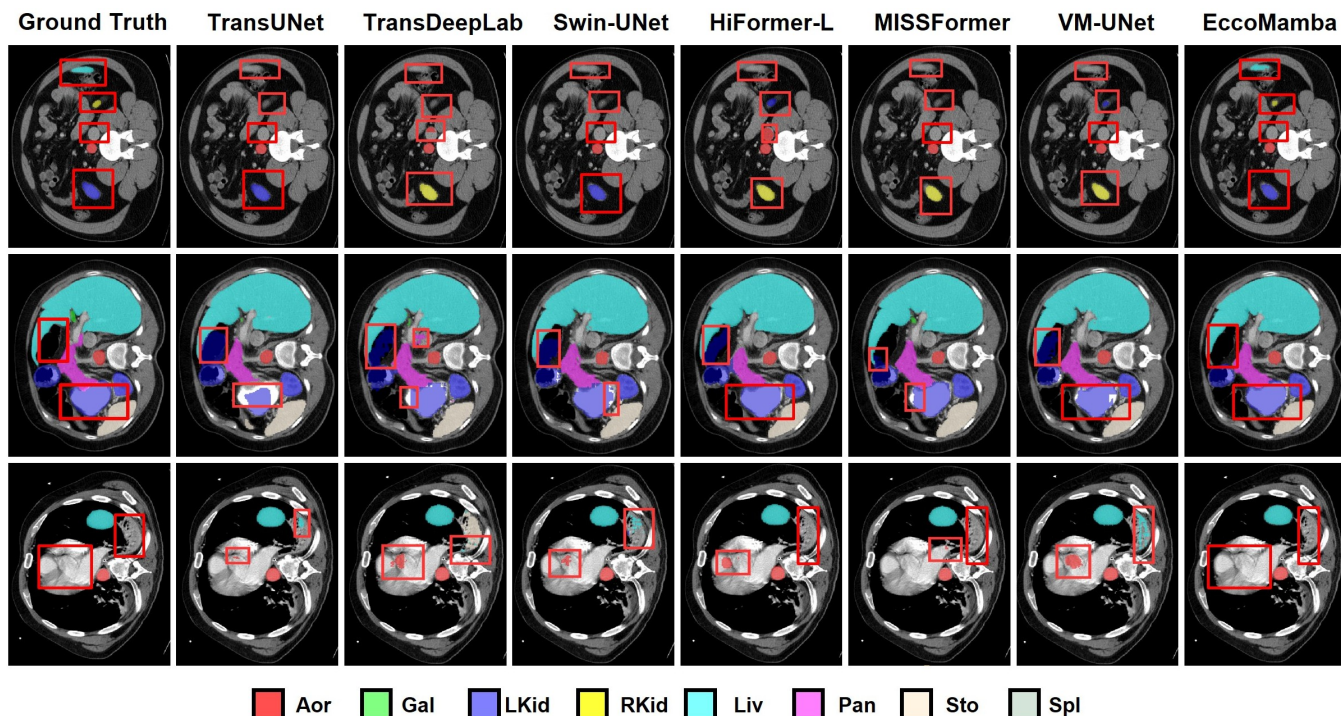 Ground Truth TransUNet TransDeepLab Swin-UNet HiFormer-L MISSFormer VM-UNet EccoMamba
Aor Gal LKid RKid Liv Pan Sto Spl